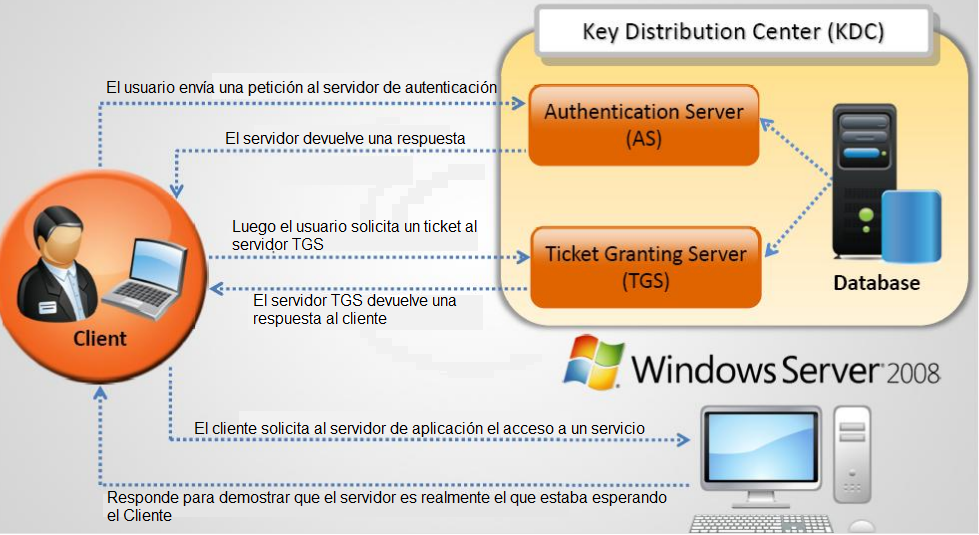 Key Distribution Center (KDC)
El usuario envía una petición al servidor de autenticación
Authentication Server
(AS)
El servidor devuelve una respuesta
Luego el usuario solicita un ticket al
servidor TGS
Ticket Granting Server
(TGS)
Database
El servidor TGS devuelve una
respuesta al cliente
Client
Windows Server 2008
El cliente solicita al servidor de aplicación el acceso a un servicio
Responde para demostrar que el servidor es realmente el que estaba esperando
el Cliente